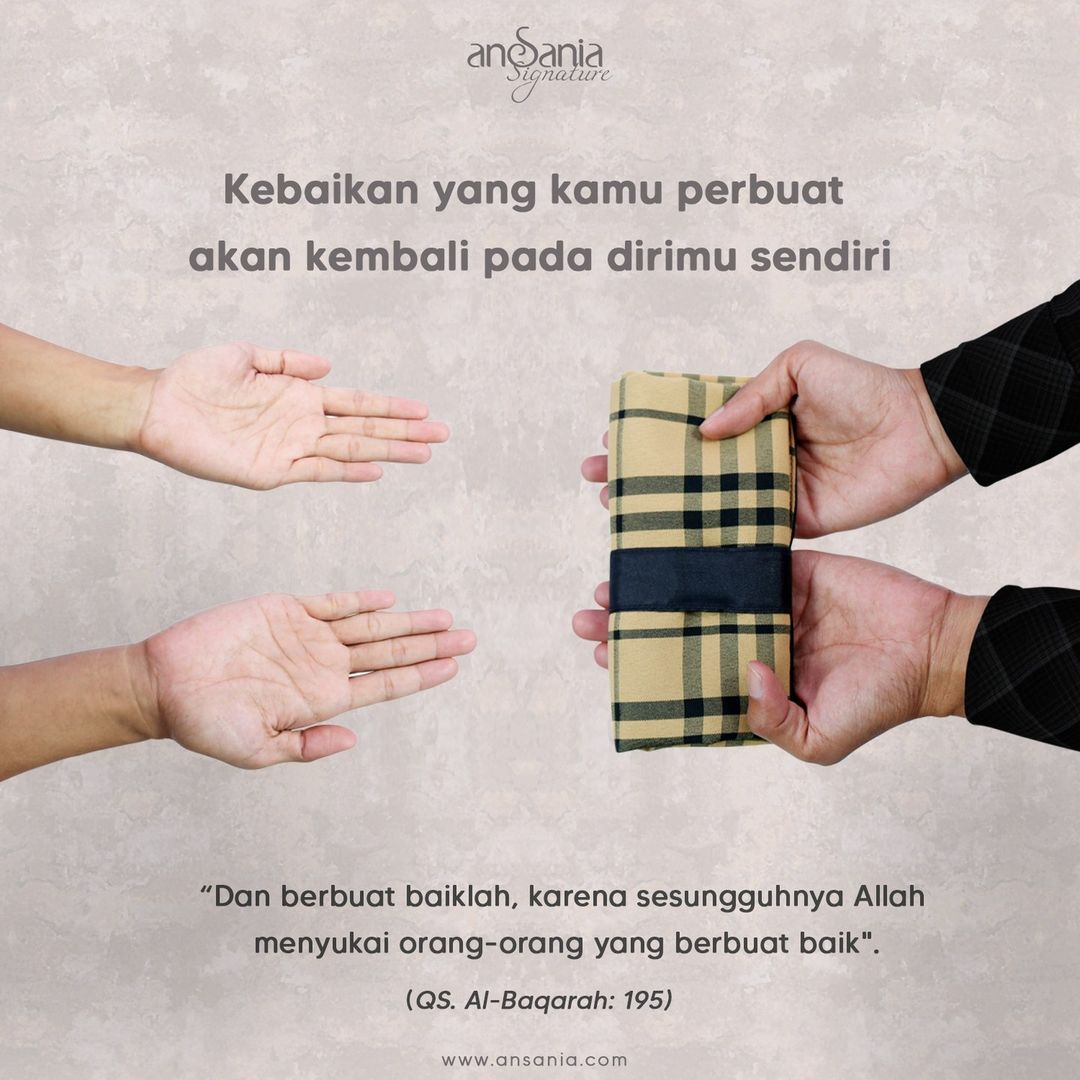 anSania
Signature
Kebaikan yang kamu perbuat
akan kembali pada dirimu sendiri
“Dan berbuat baiklah, karena sesungguhnya Allah
menyukai orang-orang yang berbuat baik".
(QS. Al-Baqarah: 195)
www.ansania.com